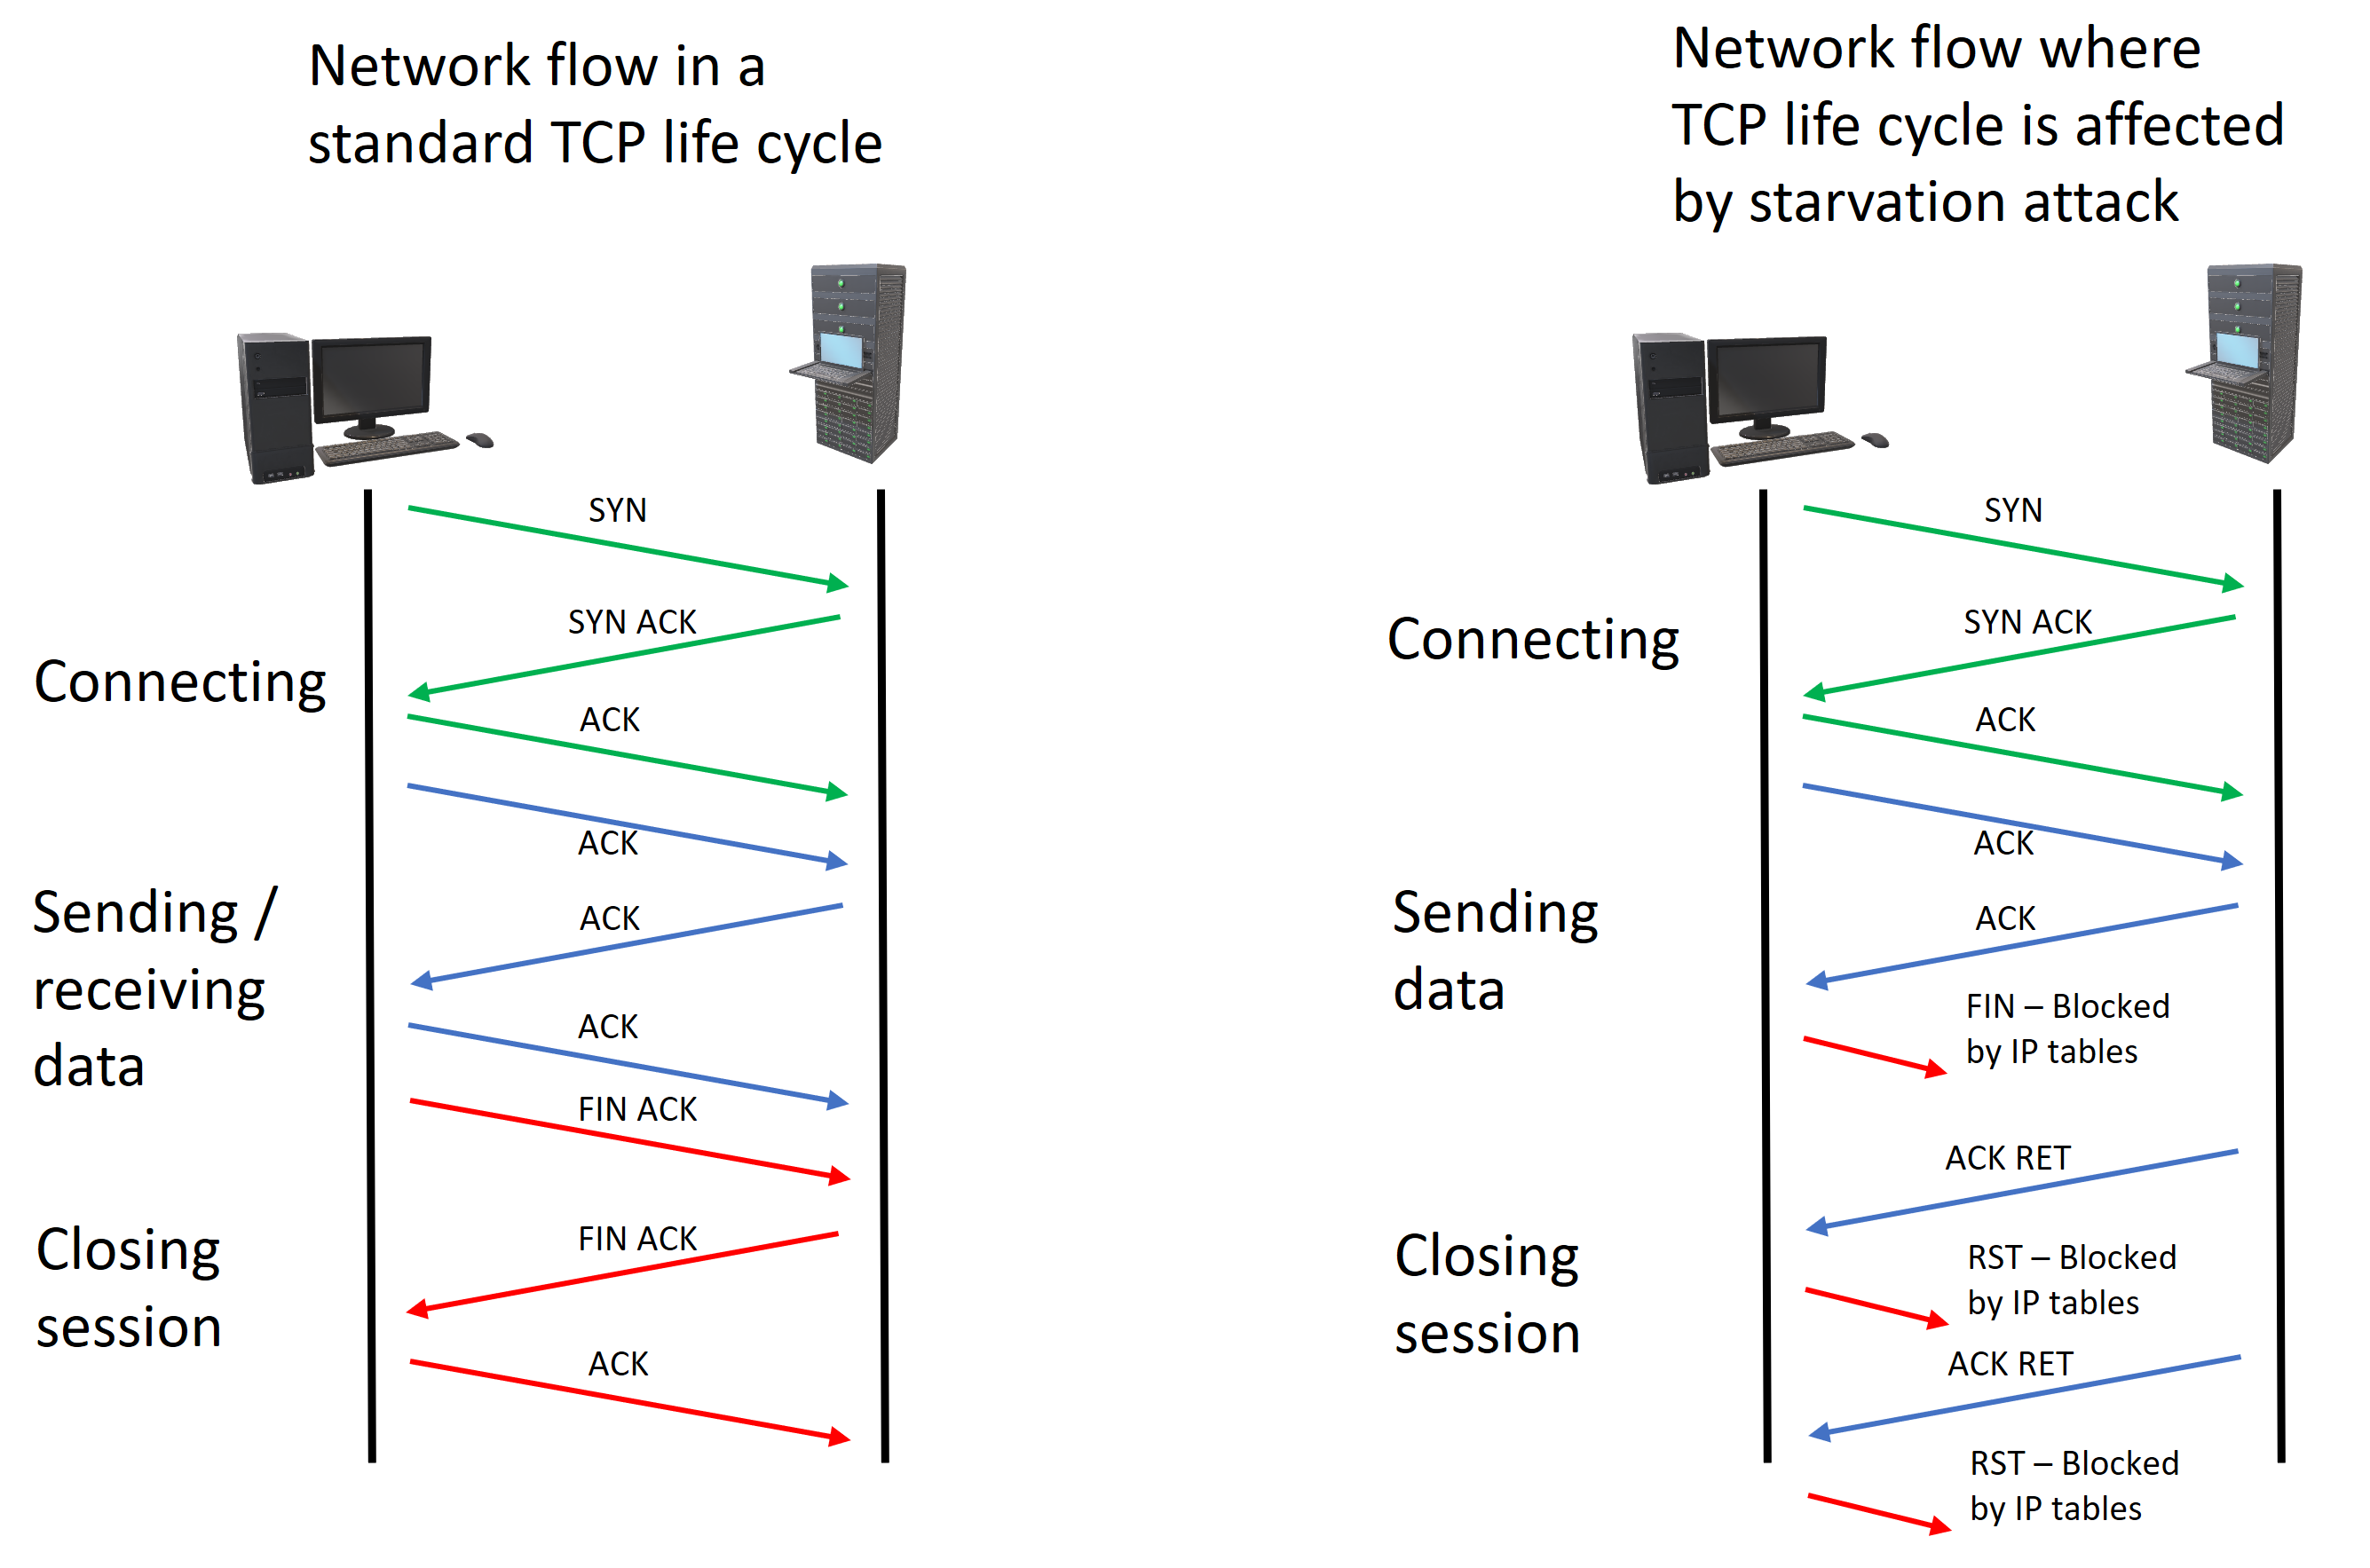 Network flow in a
standard TCP life cycle
SYN
SYN ACK
Connecting
ACK
ACK
Sending /
ACK
receiving
ACK
data
FIN ACK
FIN ACK
Closing
session
ACK
Network flow where
TCP life cycle is affected
by starvation attack
SYN
SYN ACK
Connecting
ACK
ACK
Sending
ACK
data
FIN – Blocked
by IP tables
ACK RET
Closing
RST – Blocked
by IP tables
session
ACK RET
RST – Blocked
by IP tables